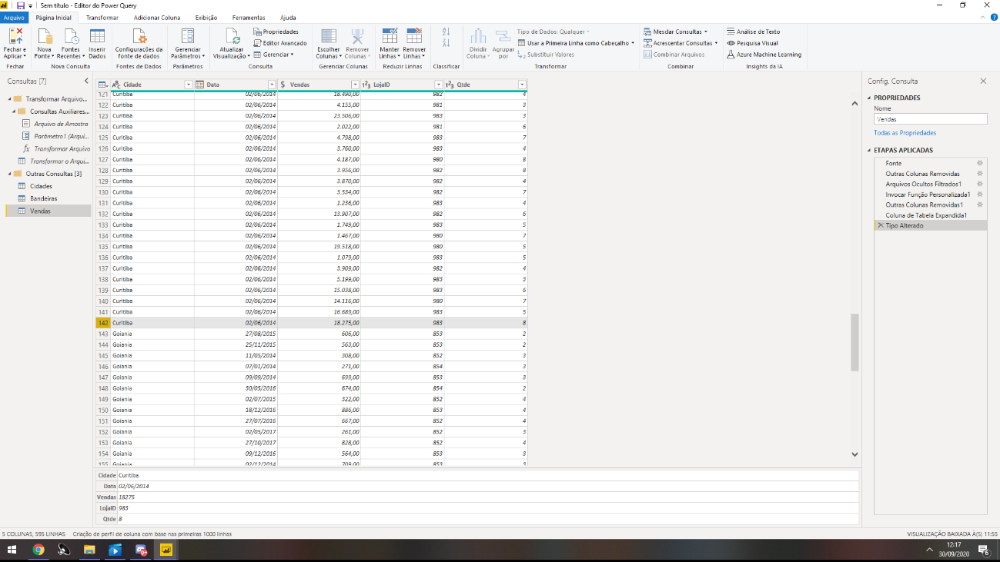 Sem título - Editor do Power Query
Arquivo Página Inicial Transformar Adicionar Coluna Exibição Ferramentas Ajuda
Fechar e Aplicar
Nova Fonte
Fontes Recentes
Inserir Dados
Configurações da fonte de dados
Gerenciar Parâmetros
Atualizar Visualização
Propriedades
Editor Avançado
Gerenciar
Escolher Colunas
Remover Colunas
Manter Linhas
Remover Linhas
Dividir Coluna
Agrupar por
Tipo de Dados: Qualquer
Usar a Primeira Linha como Cabeçalho
Substituir Valores
Mesclar Consultas
Acrescentar Consultas
Combinar Arquivos
Análise de Texto
Pesquisa Visual
Azure Machine Learning
Fechar Nova Consulta Fontes de Dados Parâmetros Consulta Gerenciar Colunas Reduzir Linhas Classificar Transformar Combinar Insights da IA
Consultas [7]
Transformar Arquivo...
Consultas Auxiliares...
Arquivo de Amostra
Parâmetro1 (Arqui...
fx Transformar Arquivo
Transformar o Arqui...
Outras Consultas [3]
Cidades
Bandeiras
Vendas
Cidade Data $ Vendas 123 LojaID 123 Qtde
121 Curitiba 02/06/2014 18.490,00 982 4
122 Curitiba 02/06/2014 4.155,00 981 3
123 Curitiba 02/06/2014 23.506,00 983 3
124 Curitiba 02/06/2014 2.022,00 981 6
125 Curitiba 02/06/2014 4.798,00 983 7
126 Curitiba 02/06/2014 3.760,00 983 4
127 Curitiba 02/06/2014 4.187,00 980 8
128 Curitiba 02/06/2014 3.956,00 982 8
129 Curitiba 02/06/2014 3.870,00 982 4
130 Curitiba 02/06/2014 3.534,00 982 7
131 Curitiba 02/06/2014 1.236,00 983 4
132 Curitiba 02/06/2014 13.907,00 982 6
133 Curitiba 02/06/2014 1.749,00 983 5
134 Curitiba 02/06/2014 1.467,00 980 7
135 Curitiba 02/06/2014 19.518,00 980 5
136 Curitiba 02/06/2014 1.079,00 983 5
137 Curitiba 02/06/2014 3.909,00 982 4
138 Curitiba 02/06/2014 5.199,00 983 3
139 Curitiba 02/06/2014 15.038,00 983 6
140 Curitiba 02/06/2014 14.116,00 980 7
141 Curitiba 02/06/2014 16.689,00 983 5
142 Curitiba 02/06/2014 18.275,00 983 8
143 Goiania 27/08/2015 606,00 853 2
144 Goiania 25/11/2015 563,00 853 2
145 Goiania 11/05/2014 308,00 852 3
146 Goiania 07/01/2014 271,00 854 3
147 Goiania 09/09/2014 699,00 853 3
148 Goiania 30/05/2016 674,00 854 2
149 Goiania 02/07/2015 322,00 852 4
150 Goiania 18/12/2016 886,00 853 4
151 Goiania 27/07/2016 667,00 852 4
152 Goiania 02/05/2017 261,00 852 3
153 Goiania 27/10/2017 828,00 852 4
154 Goiania 09/12/2016 564,00 853 3
155 Goiania 02/12/2014 709,00 853 3
Cidade Curitiba
Data 02/06/2014
Vendas 18275
LojaID 983
Qtde 8
Config. Consulta
PROPRIEDADES
Nome
Vendas
Todas as Propriedades
ETAPAS APLICADAS
Fonte
Outras Colunas Removidas
Arquivos Ocultos Filtrados1
Invocar Função Personalizada1
Outras Colunas Removidas1
Coluna de Tabela Expandida1
Tipo Alterado
5 COLUNAS, 595 LINHAS Criação de perfil de coluna com base nas primeiras 1000 linhas VISUALIZAÇÃO BAIXADA À(S) 11:55
12:17
30/09/2020
6